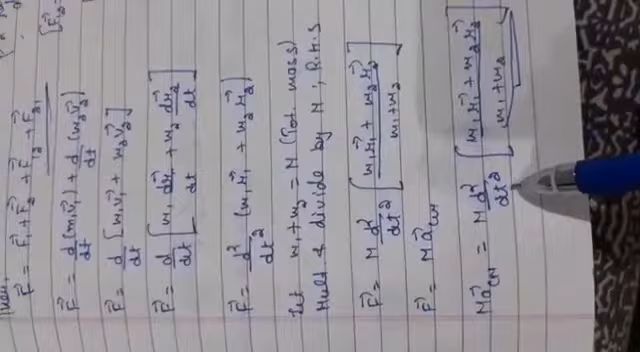 F⃗ = F⃗₁ + F⃗₂ + F⃗₁₂ + F⃗₂₁
F⃗ = d/dt (m₁v⃗₁) + d/dt (m₂v⃗₂)
F⃗ = d/dt [m₁v⃗₁ + m₂v⃗₂]
F⃗ = d/dt [m₁ dr⃗₁/dt + m₂ dr⃗₂/dt]
F⃗ = d²/dt² (m₁r⃗₁ + m₂r⃗₂)
Let m₁+m₂ = M (Tot. mass)
Mult & divide by M ; R.H.S
F⃗ = M d²/dt² [(m₁r⃗₁ + m₂r⃗₂)/(m₁+m₂)]
F⃗ = M a⃗cm
M a⃗cm = M d²/dt² [(m₁r⃗₁ + m₂r⃗₂)/(m₁+m₂)]